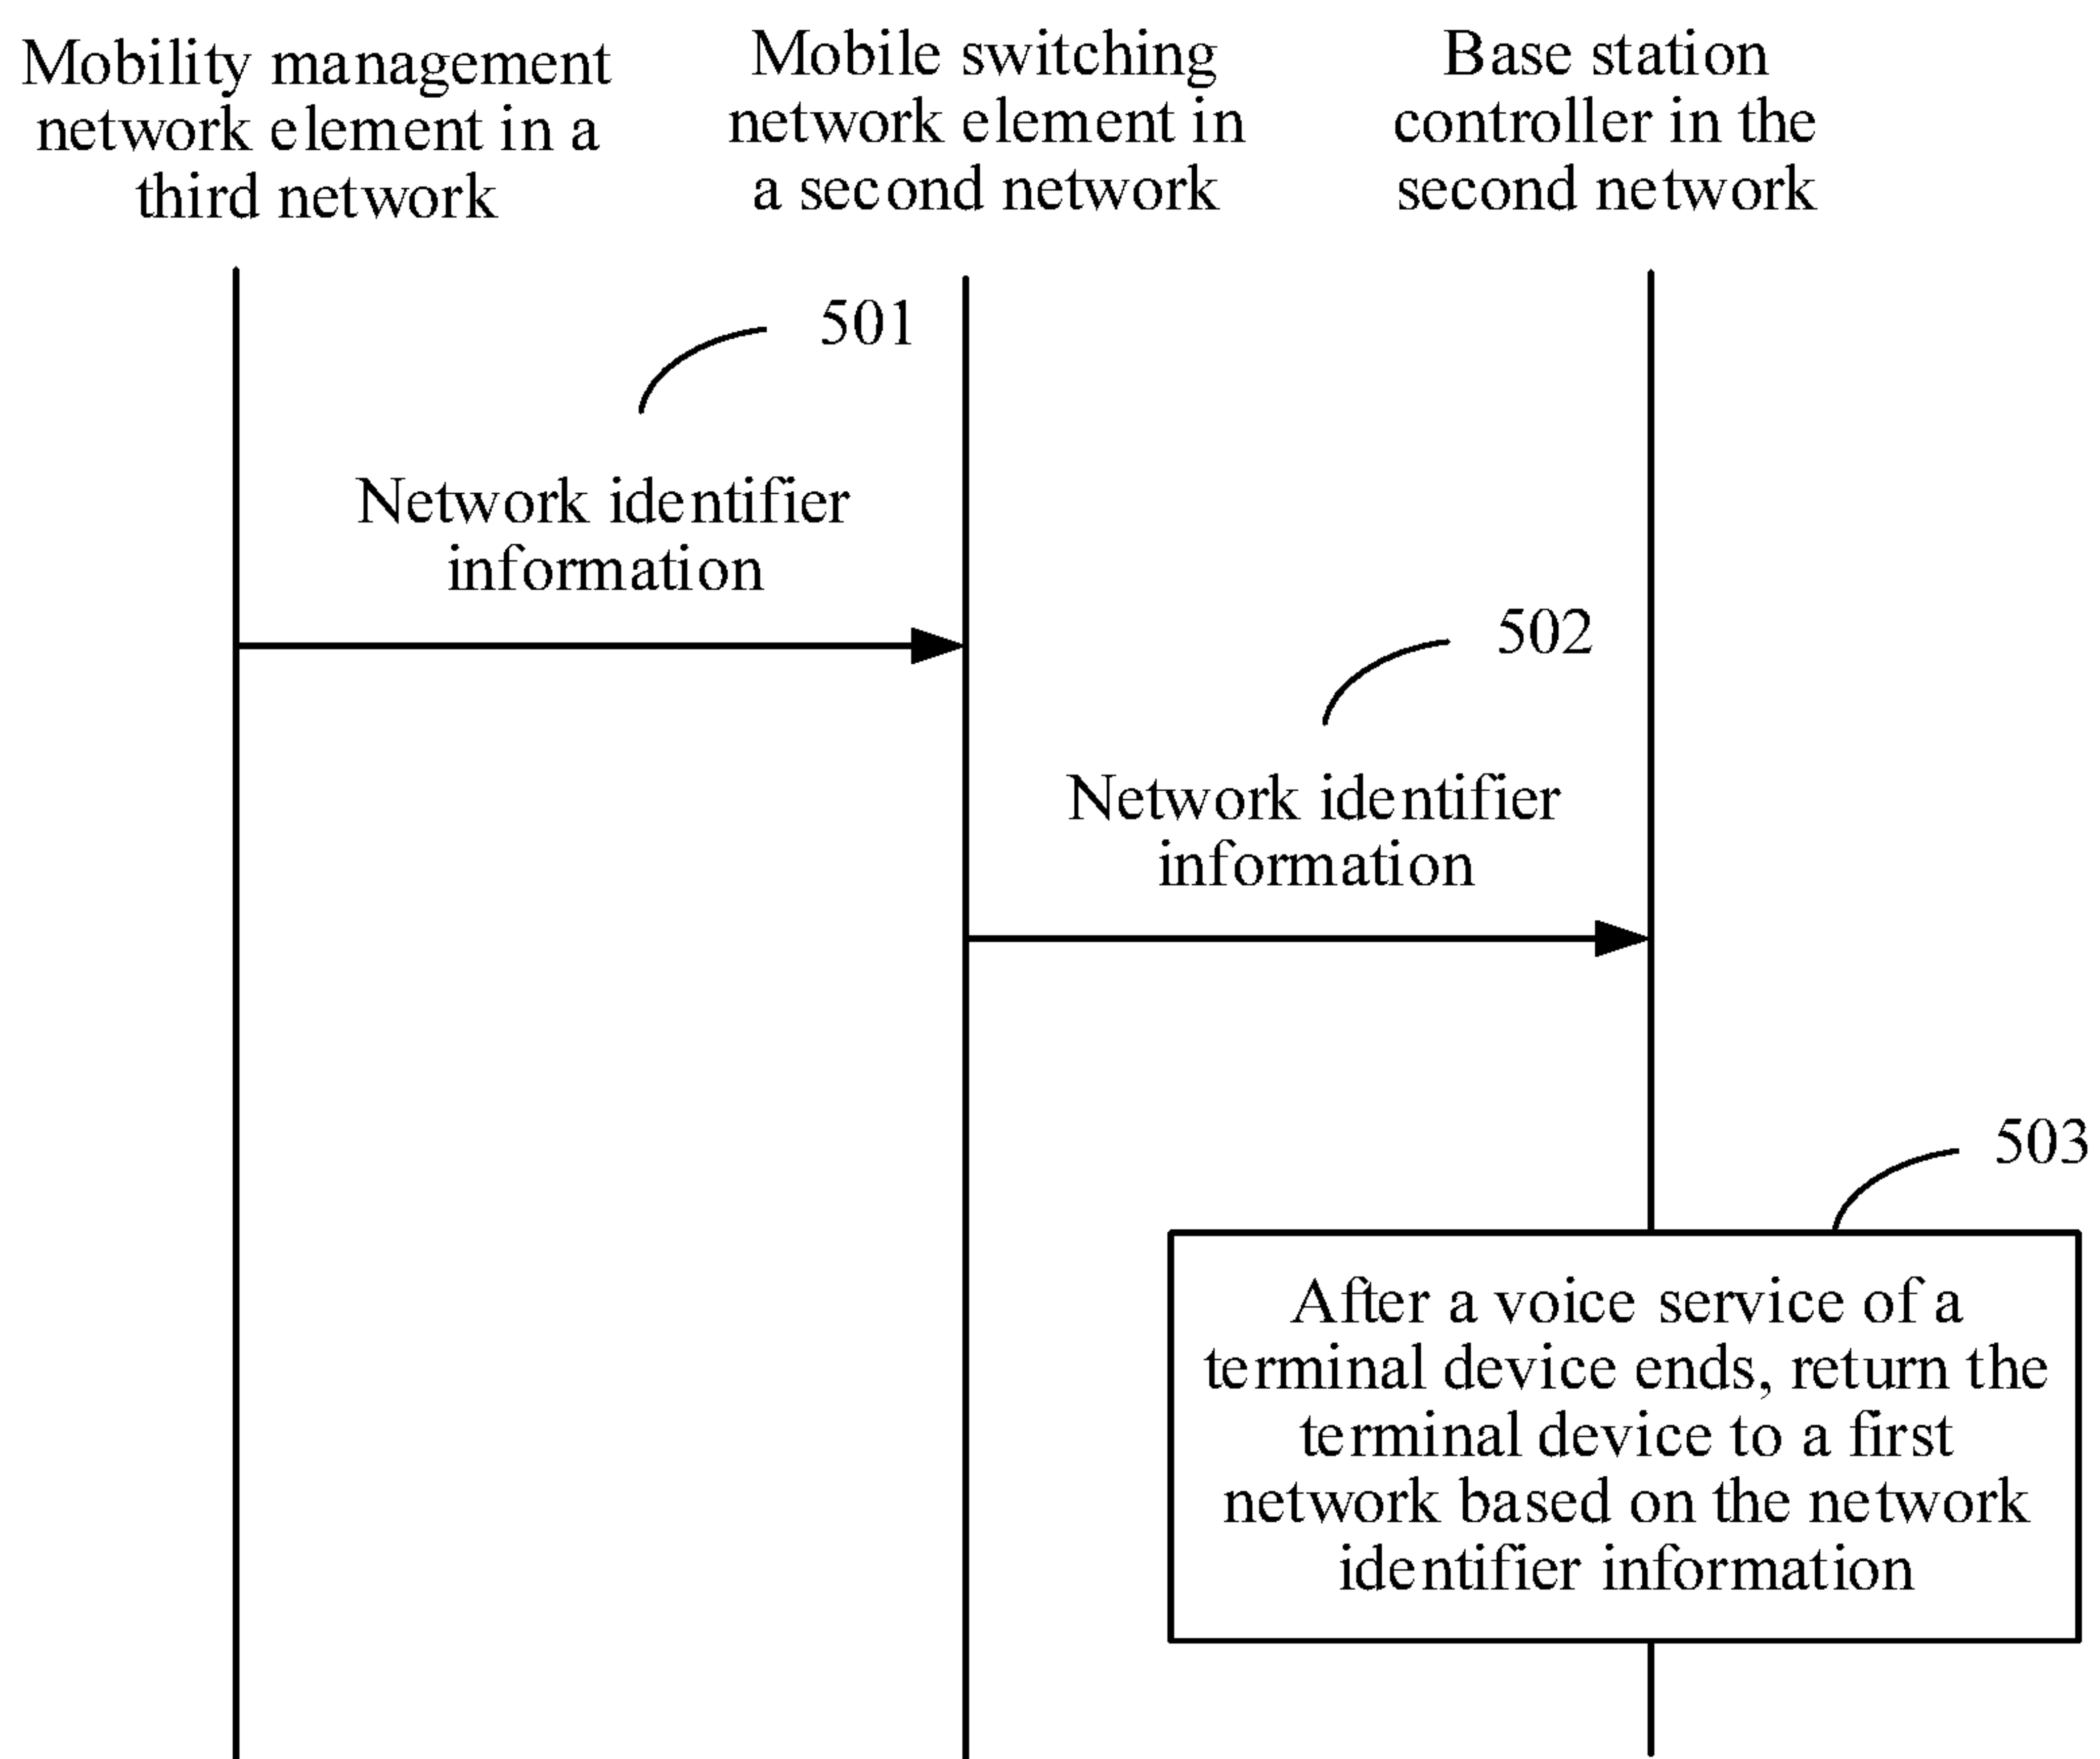 Mobility management
network element in a
third network
Mobile switching
network element in
a second network
Base station
controller in the
second network
501
Network identifier
information
502
Network identifier
information
503
After a voice service of a
terminal device ends, return the
terminal device to a first
network based on the network
identifier information